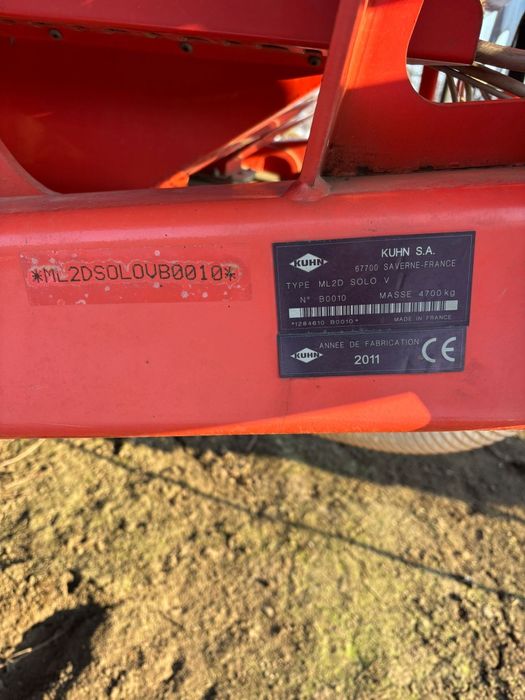 *ML2DSOLOVB0010*
KUHN
KUHN S.A.
67700 SAVERNE-FRANCE
TYPE ML2D SOLO V
N° B0010 MASSE 4700 kg
*1284610 B0010*
MADE IN FRANCE
KUHN
ANNEE DE FABRICATION
2011
CE